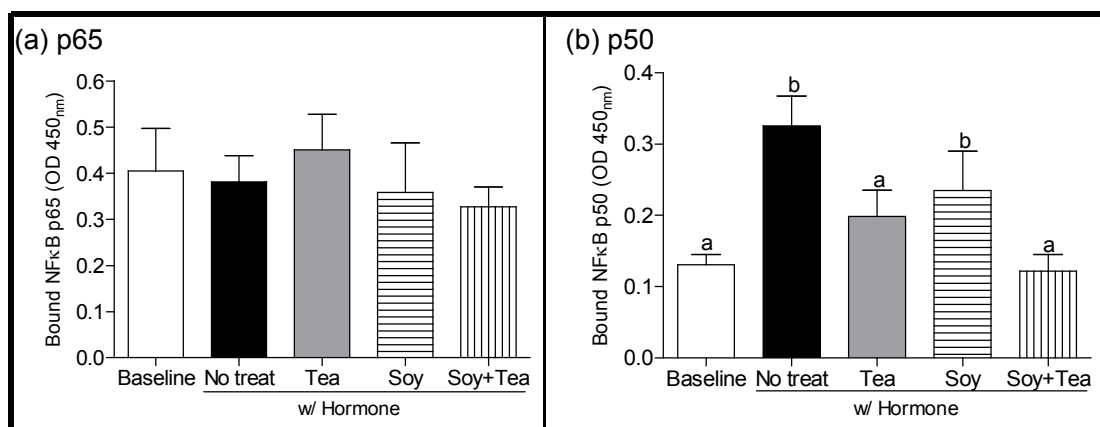 (a) p65
Bound NFκB p65 (OD 450nm)
0.6
0.5
0.4
0.3
0.2
0.1
0.0
Baseline No treat Tea Soy Soy+Tea
w/ Hormone
(b) p50
Bound NFκB p50 (OD 450nm)
0.4
0.3
0.2
0.1
0.0
a b a b a
Baseline No treat Tea Soy Soy+Tea
w/ Hormone